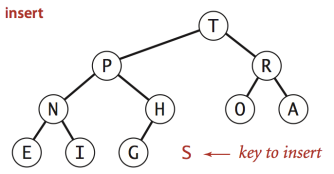 insert
T
P R
N H O A
E I G S ← key to insert